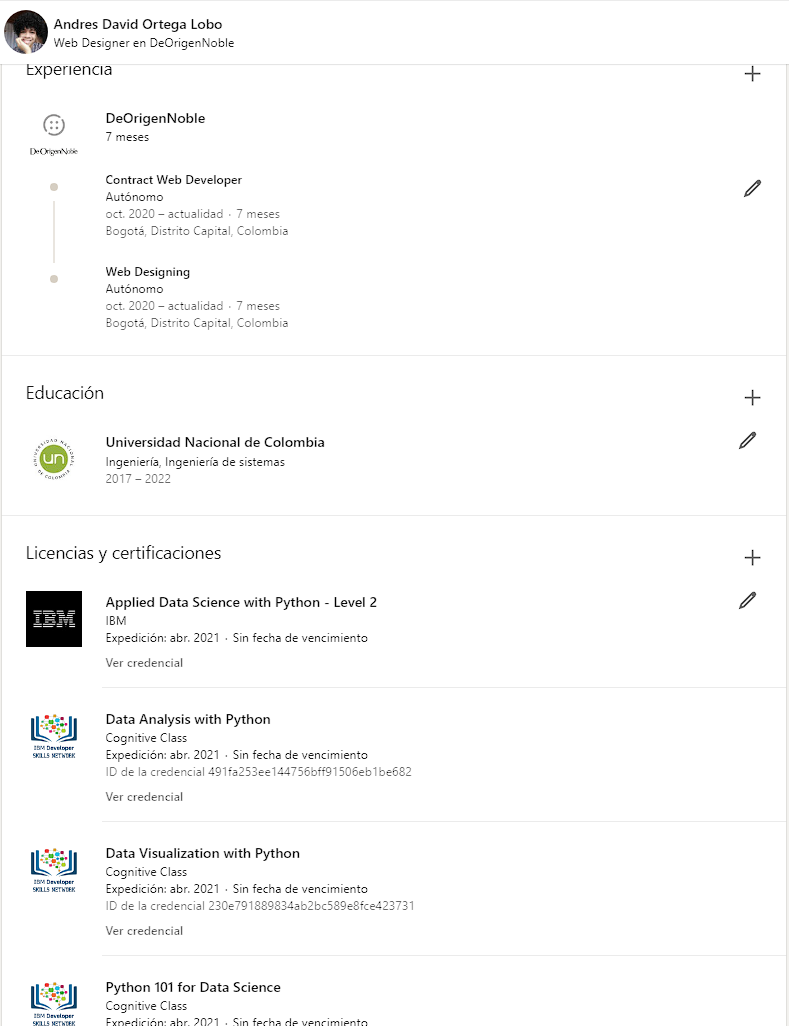 Andres David Ortega Lobo
Web Designer en DeOrigenNoble
Experiencia
DeOrigenNoble
DeOrigenNoble
7 meses
Contract Web Developer
Autónomo
oct. 2020 – actualidad · 7 meses
Bogotá, Distrito Capital, Colombia
Web Designing
Autónomo
oct. 2020 – actualidad · 7 meses
Bogotá, Distrito Capital, Colombia
Educación
UNIVERSIDAD NACIONAL DE COLOMBIA
un
Universidad Nacional de Colombia
Ingeniería, Ingeniería de sistemas
2017 – 2022
Licencias y certificaciones
IBM
Applied Data Science with Python - Level 2
IBM
Expedición: abr. 2021 · Sin fecha de vencimiento
Ver credencial
IBM Developer
SKILLS NETWORK
Data Analysis with Python
Cognitive Class
Expedición: abr. 2021 · Sin fecha de vencimiento
ID de la credencial 491fa253ee144756bff91506eb1be682
Ver credencial
IBM Developer
SKILLS NETWORK
Data Visualization with Python
Cognitive Class
Expedición: abr. 2021 · Sin fecha de vencimiento
ID de la credencial 230e791889834ab2bc589e8fce423731
Ver credencial
IBM Developer
SKILLS NETWORK
Python 101 for Data Science
Cognitive Class
Expedición: abr. 2021 · Sin fecha de vencimiento